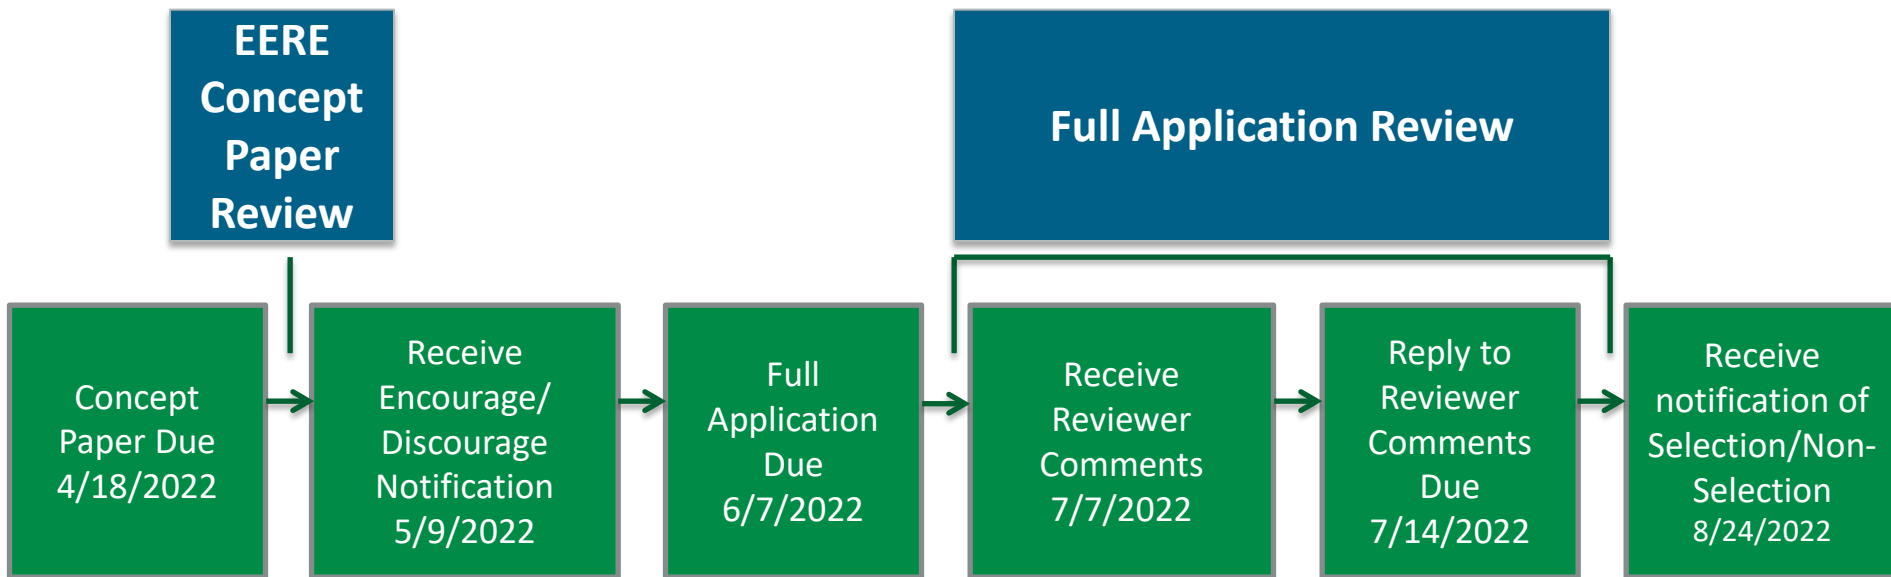 EERE
Concept
Paper
Review
Full Application Review
Concept
Paper Due
4/18/2022
Receive
Encourage/
Discourage
Notification
5/9/2022
Full
Application
Due
6/7/2022
Receive
Reviewer
Comments
7/7/2022
Reply to
Reviewer
Comments
Due
7/14/2022
Receive
notification of
Selection/Non-
Selection
8/24/2022